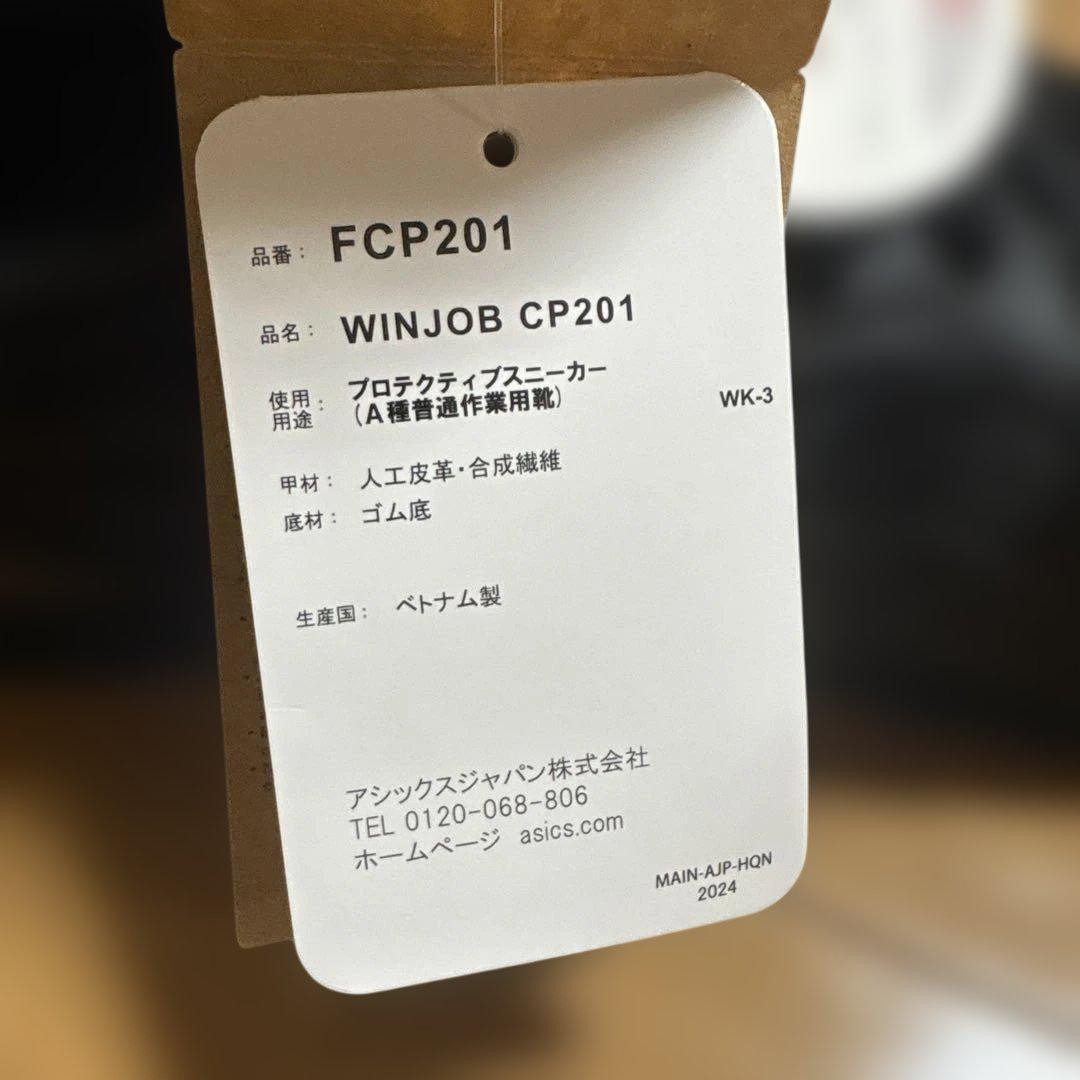 品番： FCP201
品名： WINJOB CP201
使用用途： プロテクティブスニーカー
（A種普通作業用靴）
WK-3
甲材： 人工皮革・合成繊維
底材： ゴム底
生産国： ベトナム製
アシックスジャパン株式会社
TEL 0120-068-806
ホームページ asics.com
MAIN-AJP-HQN
2024